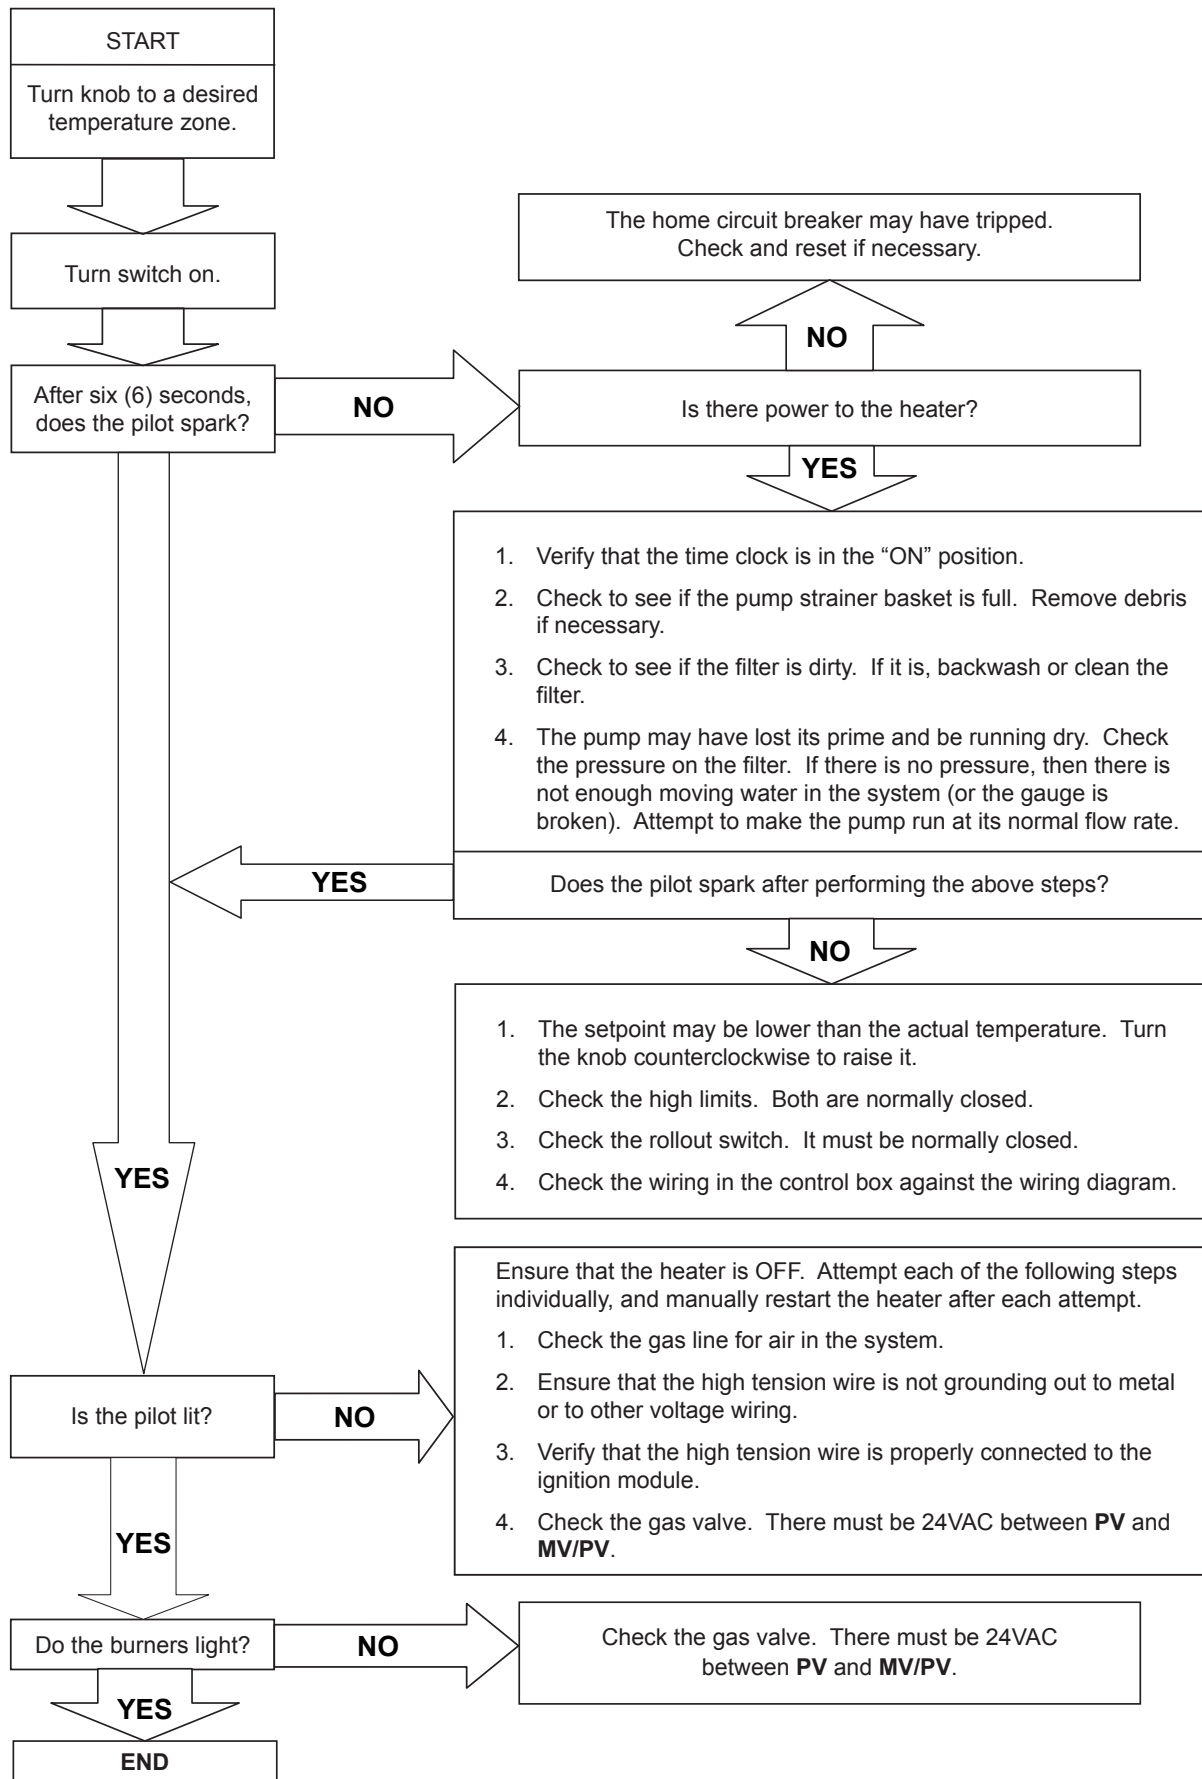 START
Turn knob to a desired
temperature zone.
Turn switch on.
After six (6) seconds,
does the pilot spark?
NO
Is there power to the heater?
NO
The home circuit breaker may have tripped.
Check and reset if necessary.
YES
1. Verify that the time clock is in the “ON” position.
2. Check to see if the pump strainer basket is full. Remove debris
if necessary.
3. Check to see if the filter is dirty. If it is, backwash or clean the
filter.
4. The pump may have lost its prime and be running dry. Check
the pressure on the filter. If there is no pressure, then there is
not enough moving water in the system (or the gauge is
broken). Attempt to make the pump run at its normal flow rate.
Does the pilot spark after performing the above steps?
YES
NO
1. The setpoint may be lower than the actual temperature. Turn
the knob counterclockwise to raise it.
2. Check the high limits. Both are normally closed.
3. Check the rollout switch. It must be normally closed.
4. Check the wiring in the control box against the wiring diagram.
YES
Is the pilot lit?
NO
Ensure that the heater is OFF. Attempt each of the following steps
individually, and manually restart the heater after each attempt.
1. Check the gas line for air in the system.
2. Ensure that the high tension wire is not grounding out to metal
or to other voltage wiring.
3. Verify that the high tension wire is properly connected to the
ignition module.
4. Check the gas valve. There must be 24VAC between PV and
MV/PV.
YES
Do the burners light?
NO
Check the gas valve. There must be 24VAC
between PV and MV/PV.
YES
END